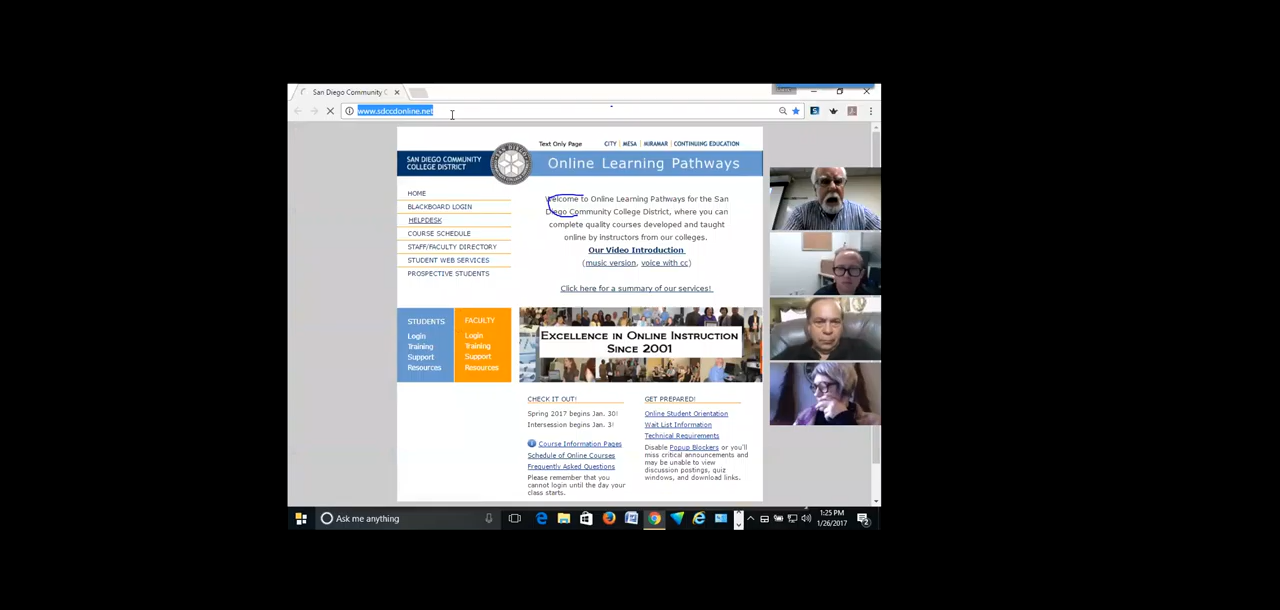 San Diego Community C
www.sdccdonline.net
Text Only Page
CITY | MESA | MIRAMAR | CONTINUING EDUCATION
SAN DIEGO COMMUNITY
COLLEGE DISTRICT
Online Learning Pathways
HOME
BLACKBOARD LOGIN
HELPDESK
COURSE SCHEDULE
STAFF/FACULTY DIRECTORY
STUDENT WEB SERVICES
PROSPECTIVE STUDENTS
Welcome to Online Learning Pathways for the San
Diego Community College District, where you can
complete quality courses developed and taught
online by instructors from our colleges.
Our Video Introduction
(music version, voice with cc)
Click here for a summary of our services!
STUDENTS
Login
Training
Support
Resources
FACULTY
Login
Training
Support
Resources
EXCELLENCE IN ONLINE INSTRUCTION
SINCE 2001
CHECK IT OUT!
Spring 2017 begins Jan. 30!
Intersession begins Jan. 3!
Course Information Pages
Schedule of Online Courses
Frequently Asked Questions
Please remember that you
cannot login until the day your
class starts.
GET PREPARED!
Online Student Orientation
Wait List Information
Technical Requirements
Disable Popup Blockers or you'll
miss critical announcements and
may be unable to view
discussion postings, quiz
windows, and download links.
Ask me anything
1:25 PM
1/26/2017